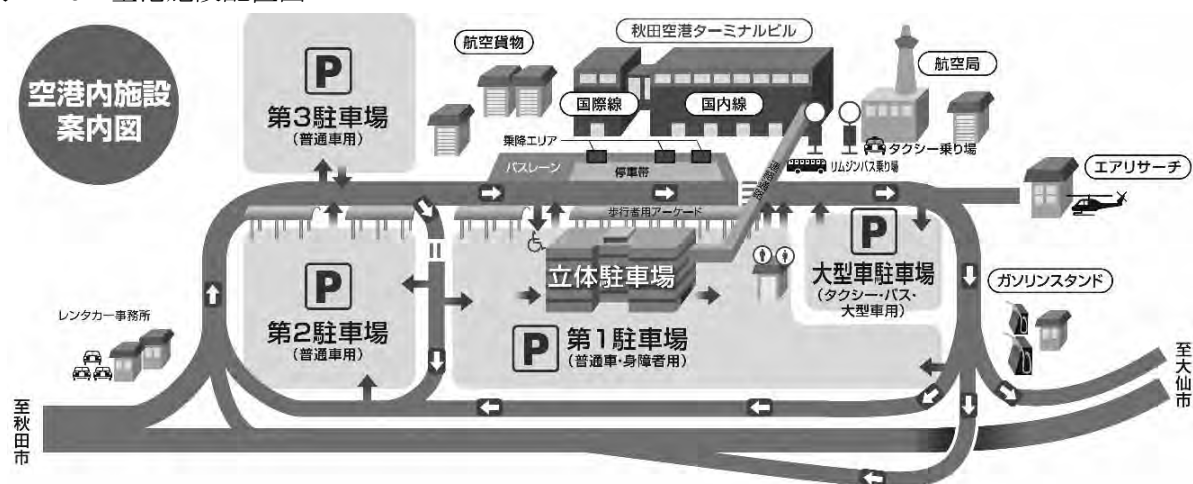 空港内施設
案内図
P
第3駐車場
(普通車用)
航空貨物
秋田空港ターミナルビル
国際線
国内線
航空局
乗降エリア
バスレーン
停車帯
連絡通路
リムジンバス乗り場
タクシー乗り場
エアリサーチ
歩行者用アーケード
立体駐車場
P
大型車駐車場
(タクシー・バス・
大型車用)
ガソリンスタンド
レンタカー事務所
P
第2駐車場
(普通車用)
P
第1駐車場
(普通車・身障者用)
至秋田市
至大仙市